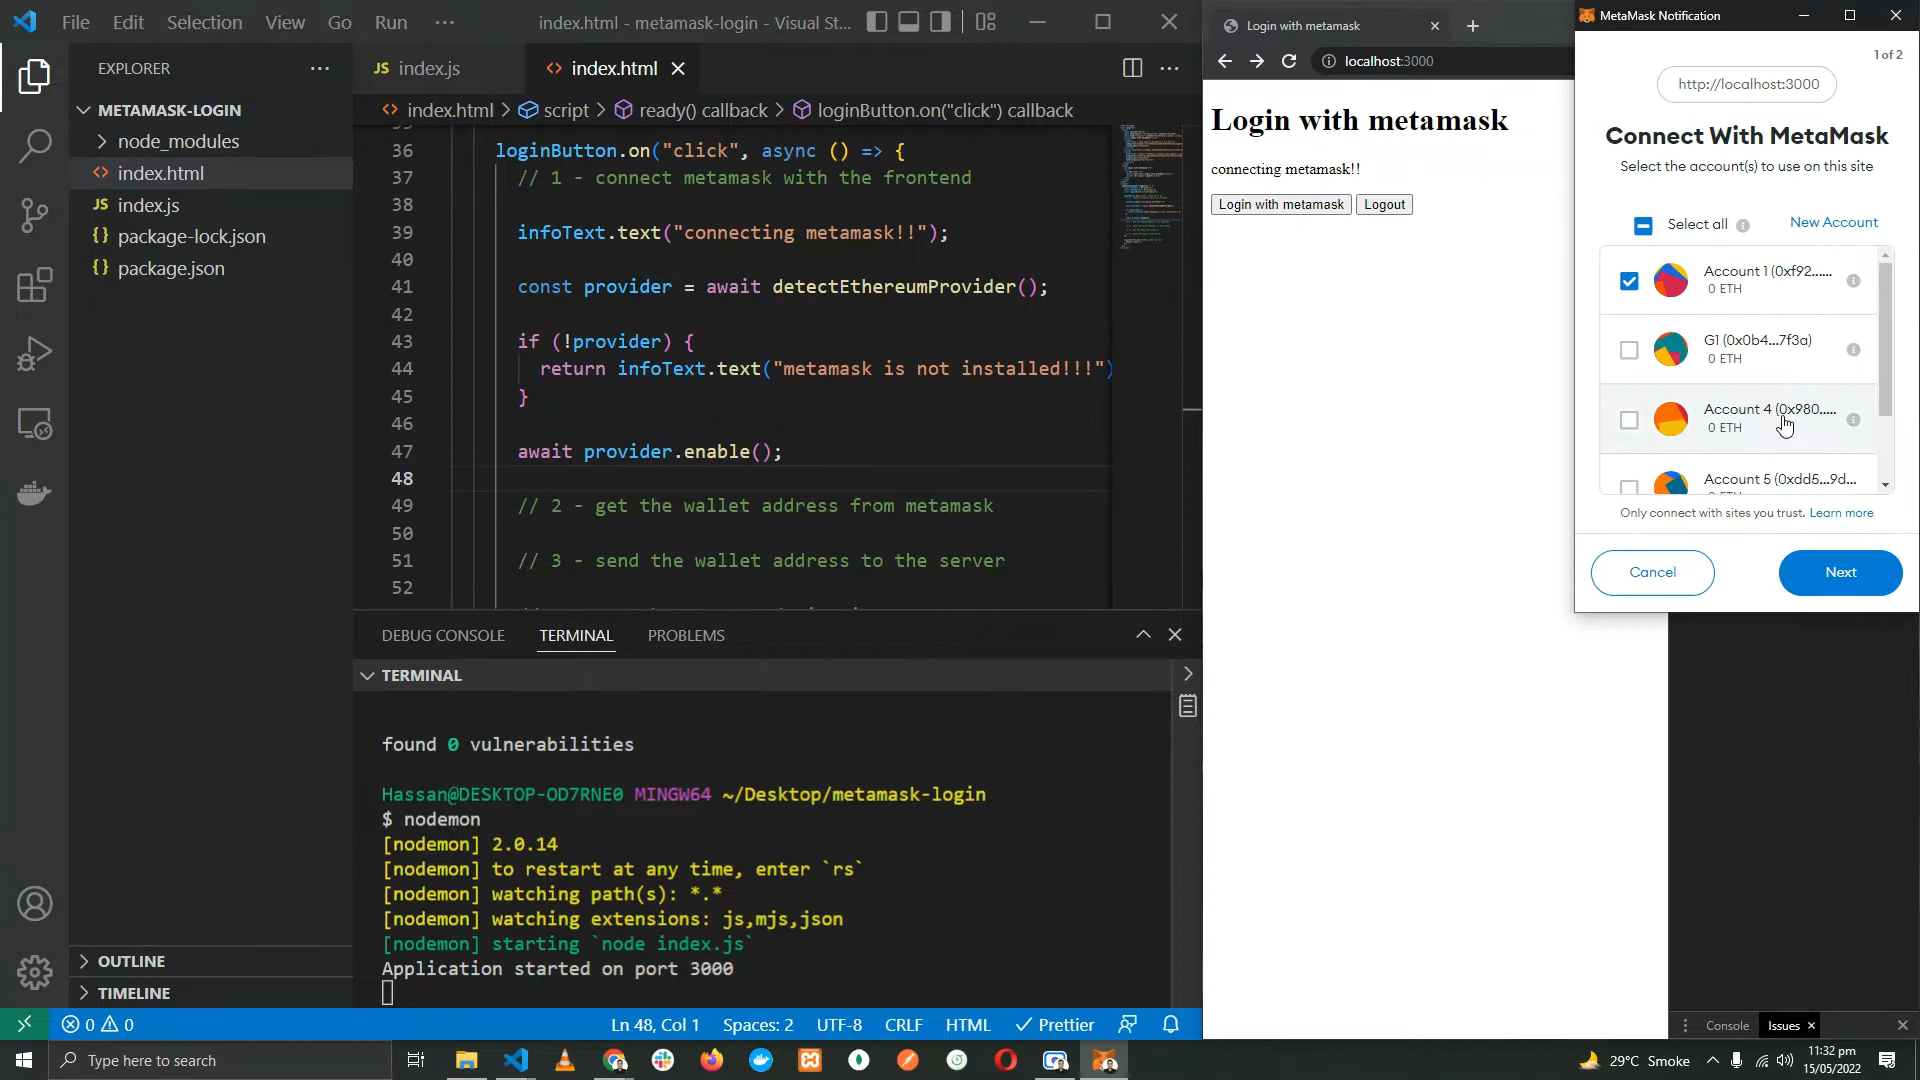 File Edit Selection View Go Run ···
index.html - metamask-login - Visual St...
EXPLORER
METAMASK-LOGIN
node_modules
index.html
index.js
package-lock.json
package.json
OUTLINE
TIMELINE
JS index.js
index.html
index.html > script > ready() callback > loginButton.on("click") callback
36 loginButton.on("click", async () => {
37 // 1 - connect metamask with the frontend
38
39 infoText.text("connecting metamask!!");
40
41 const provider = await detectEthereumProvider();
42
43 if (!provider) {
44 return infoText.text("metamask is not installed!!!")
45 }
46
47 await provider.enable();
48
49 // 2 - get the wallet address from metamask
50
51 // 3 - send the wallet address to the server
52
DEBUG CONSOLE TERMINAL PROBLEMS
TERMINAL
found 0 vulnerabilities
Hassan@DESKTOP-OD7RNE0 MINGW64 ~/Desktop/metamask-login
$ nodemon
[nodemon] 2.0.14
[nodemon] to restart at any time, enter `rs`
[nodemon] watching path(s): *.*
[nodemon] watching extensions: js,mjs,json
[nodemon] starting `node index.js`
Application started on port 3000
0 0 Ln 48, Col 1 Spaces: 2 UTF-8 CRLF HTML Prettier
Login with metamask
localhost:3000
Login with metamask
connecting metamask!!
Login with metamask Logout
MetaMask Notification
1 of 2
http://localhost:3000
Connect With MetaMask
Select the account(s) to use on this site
Select all New Account
Account 1 (0xf92......
0 ETH
G1 (0x0b4...7f3a)
0 ETH
Account 4 (0x980.....
0 ETH
Account 5 (0xdd5...9d...
Only connect with sites you trust. Learn more
Cancel Next
Console Issues
Type here to search
29°C Smoke
11:32 pm
15/05/2022